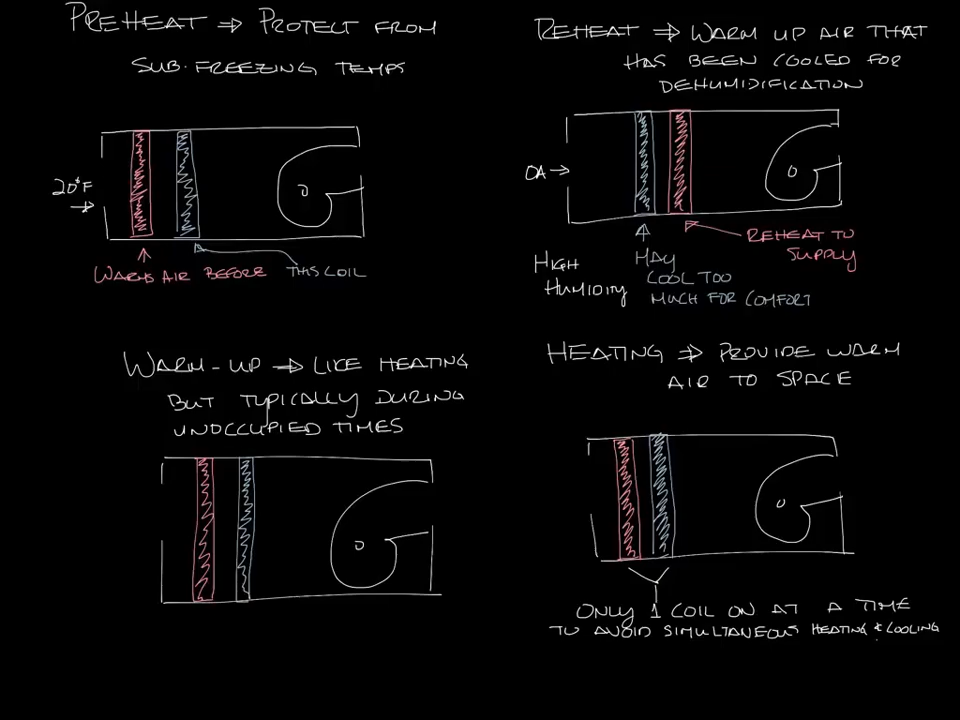 PREHEAT ⇒ PROTECT FROM
SUB-FREEZING TEMPS
20°F →
WARMS AIR BEFORE THIS COIL
REHEAT ⇒ WARM UP AIR THAT
HAS BEEN COOLED FOR
DEHUMIDIFICATION
OA →
HIGH
HUMIDITY
MAY
COOL TOO
MUCH FOR COMFORT
REHEAT TO
SUPPLY
WARM-UP ⇒ LIKE HEATING
BUT TYPICALLY DURING
UNOCCUPIED TIMES
HEATING ⇒ PROVIDE WARM
AIR TO SPACE
ONLY 1 COIL ON AT A TIME
TO AVOID SIMULTANEOUS HEATING & COOLING